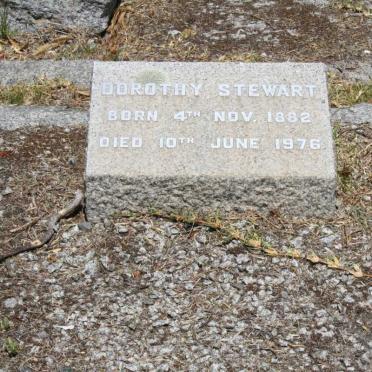 DOROTHY STEWART
BORN 4TH NOV. 1882
DIED 10TH JUNE 1976